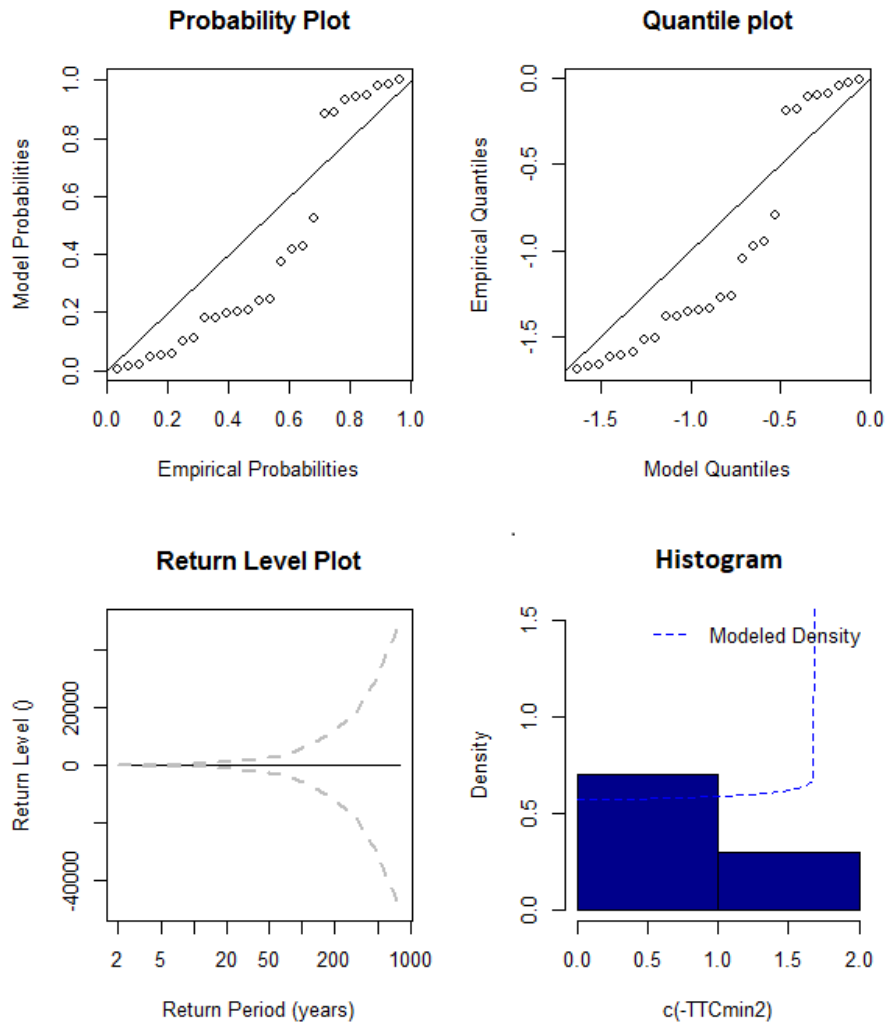 Probability Plot
Model Probabilities
1.0
0.8
0.6
0.4
0.2
0.0
0.0 0.2 0.4 0.6 0.8 1.0
Empirical Probabilities
Quantile plot
Empirical Quantiles
0.0
-0.5
-1.0
-1.5
-1.5 -1.0 -0.5 0.0
Model Quantiles
Return Level Plot
Return Level ()
20000
0
-40000
2 5 20 50 200 1000
Return Period (years)
Histogram
Modeled Density
Density
1.5
1.0
0.5
0.0
0.0 0.5 1.0 1.5 2.0
c(-TTCmin2)